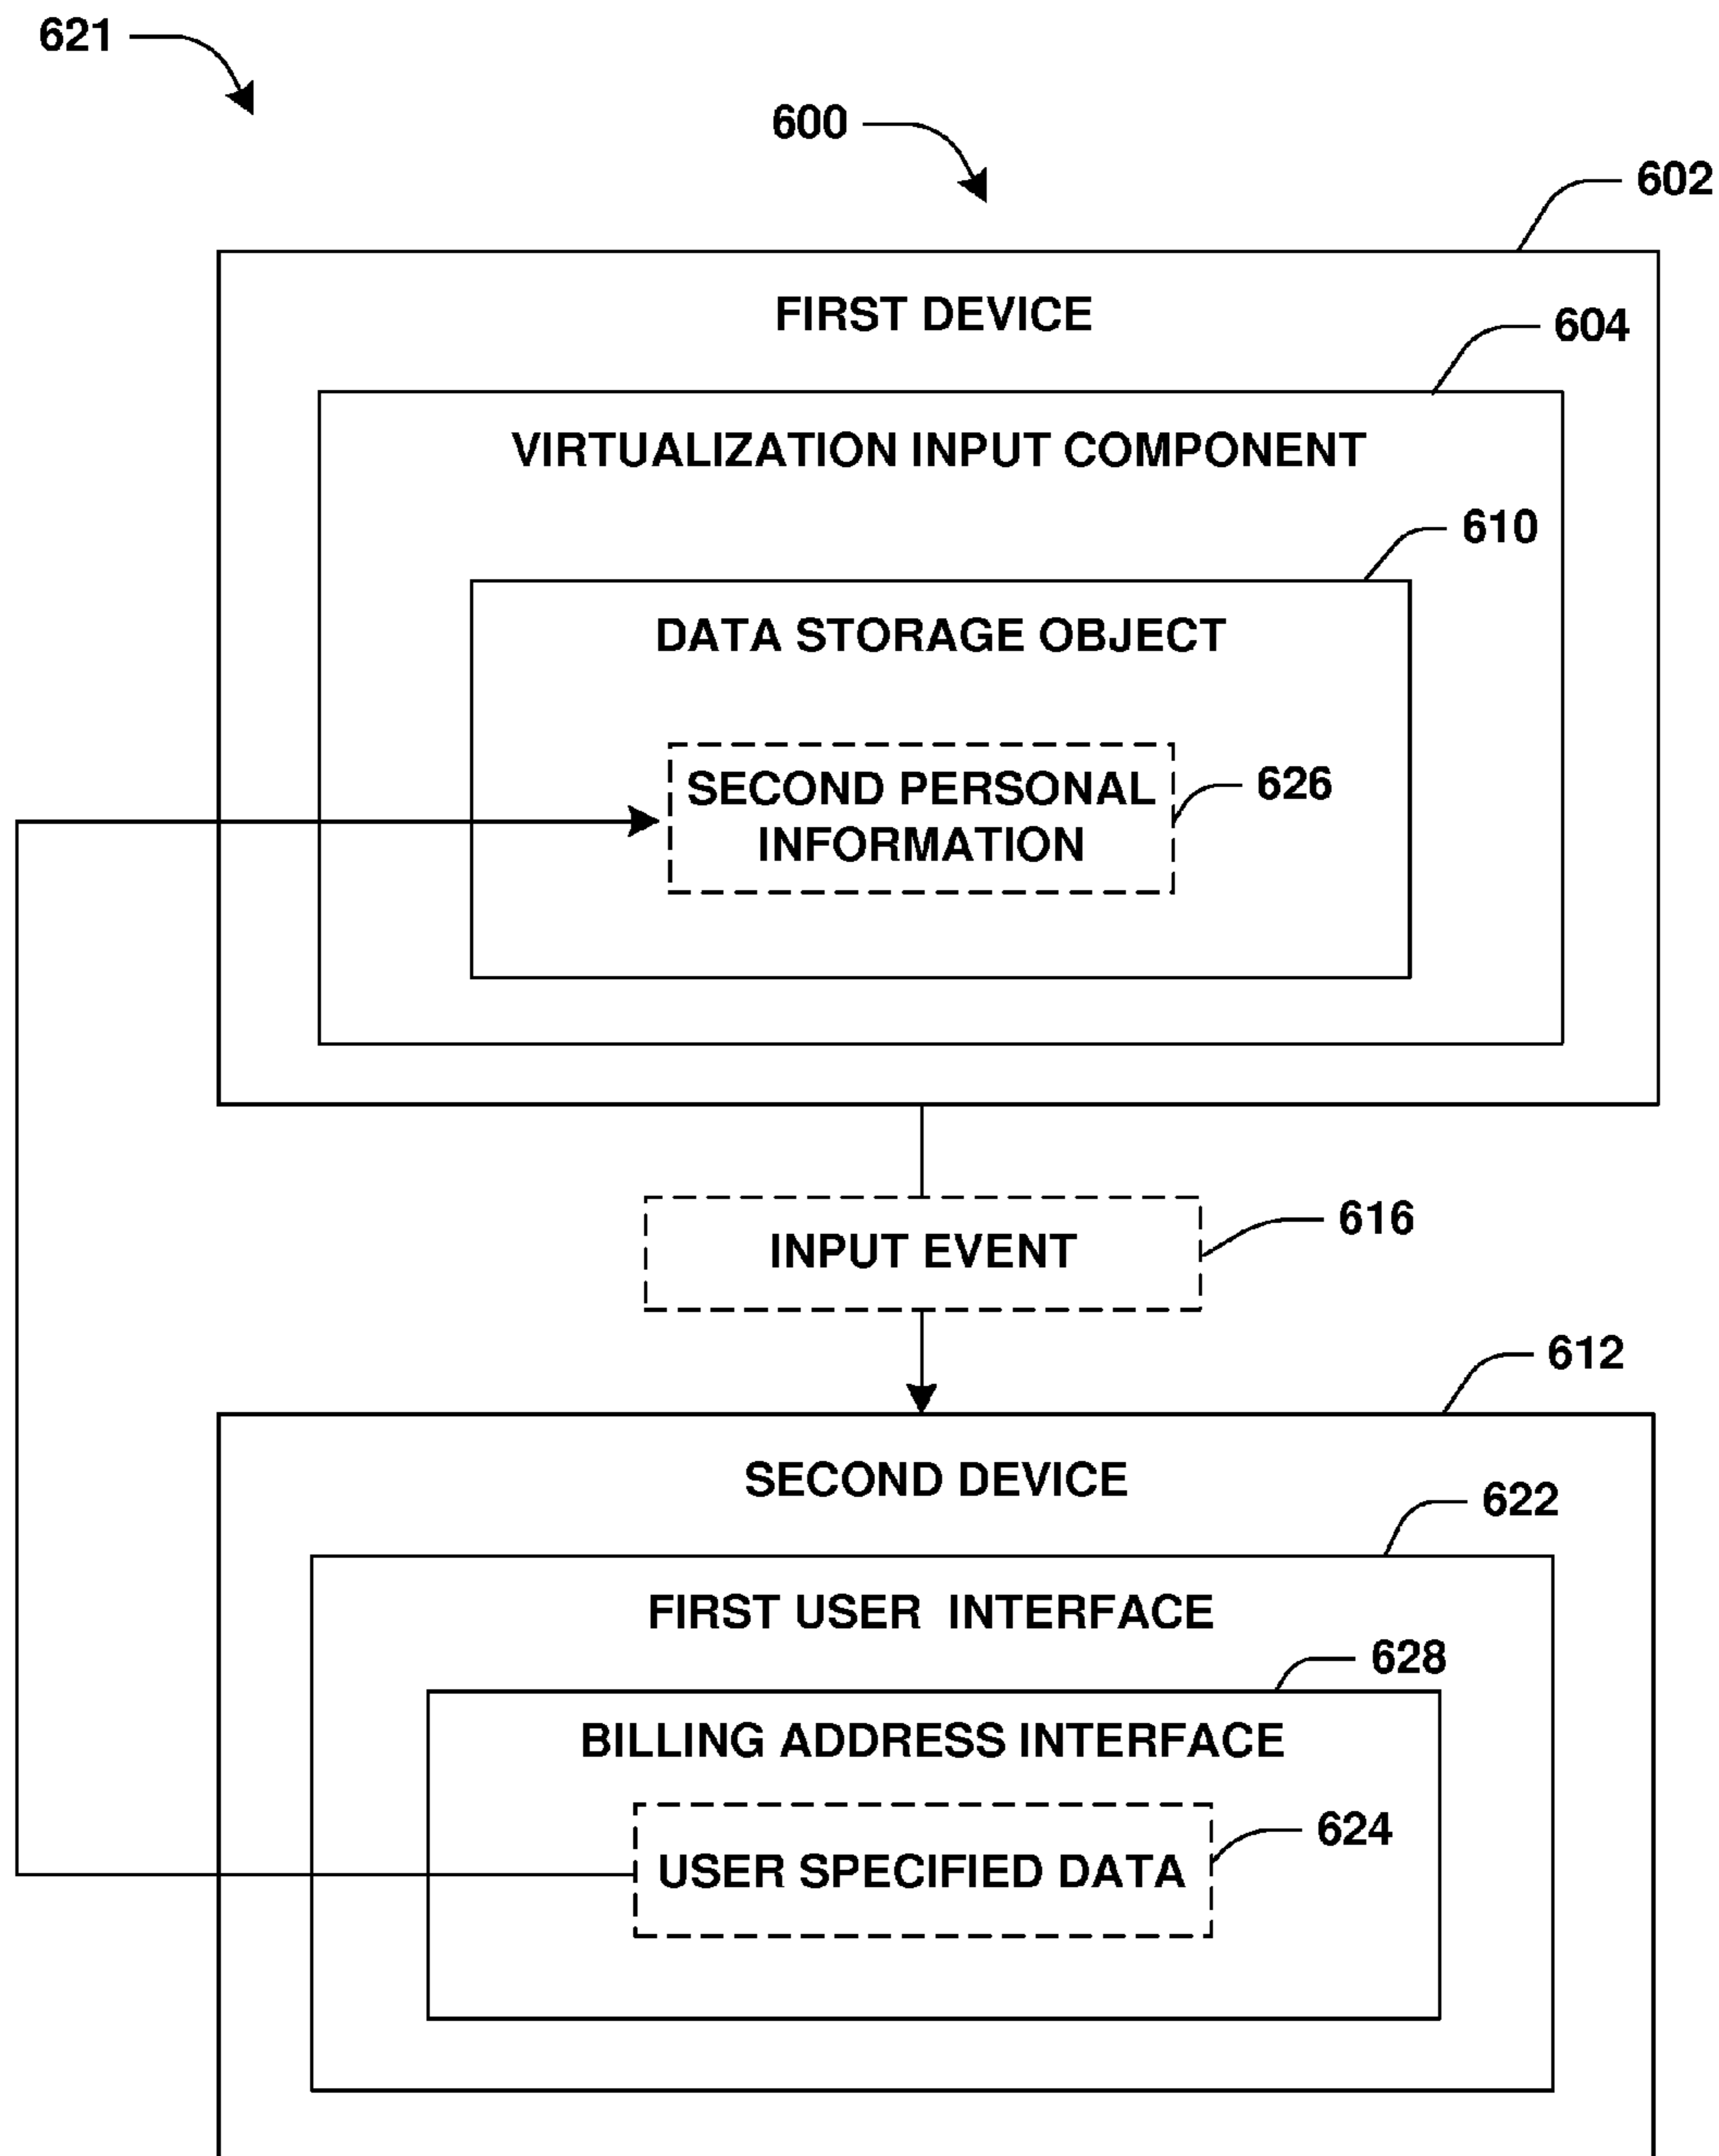 621
600
602
FIRST DEVICE
604
VIRTUALIZATION INPUT COMPONENT
610
DATA STORAGE OBJECT
SECOND PERSONAL
INFORMATION
626
INPUT EVENT
616
612
SECOND DEVICE
622
FIRST USER INTERFACE
628
BILLING ADDRESS INTERFACE
624
USER SPECIFIED DATA